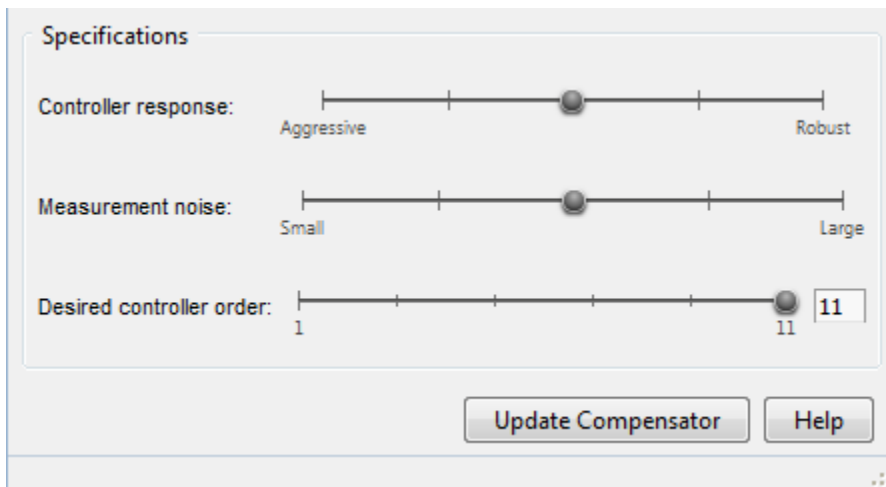 Specifications
Controller response:
Aggressive
Robust
Measurement noise:
Small
Large
Desired controller order:
11
1
11
Update Compensator
Help